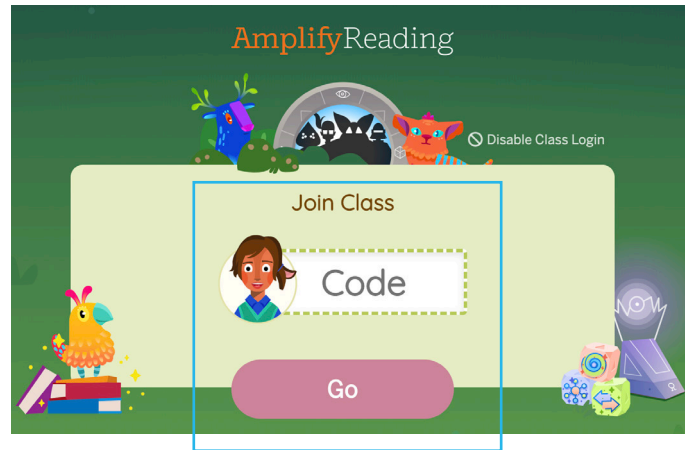 AmplifyReading
Disable Class Login
Join Class
Code
Go